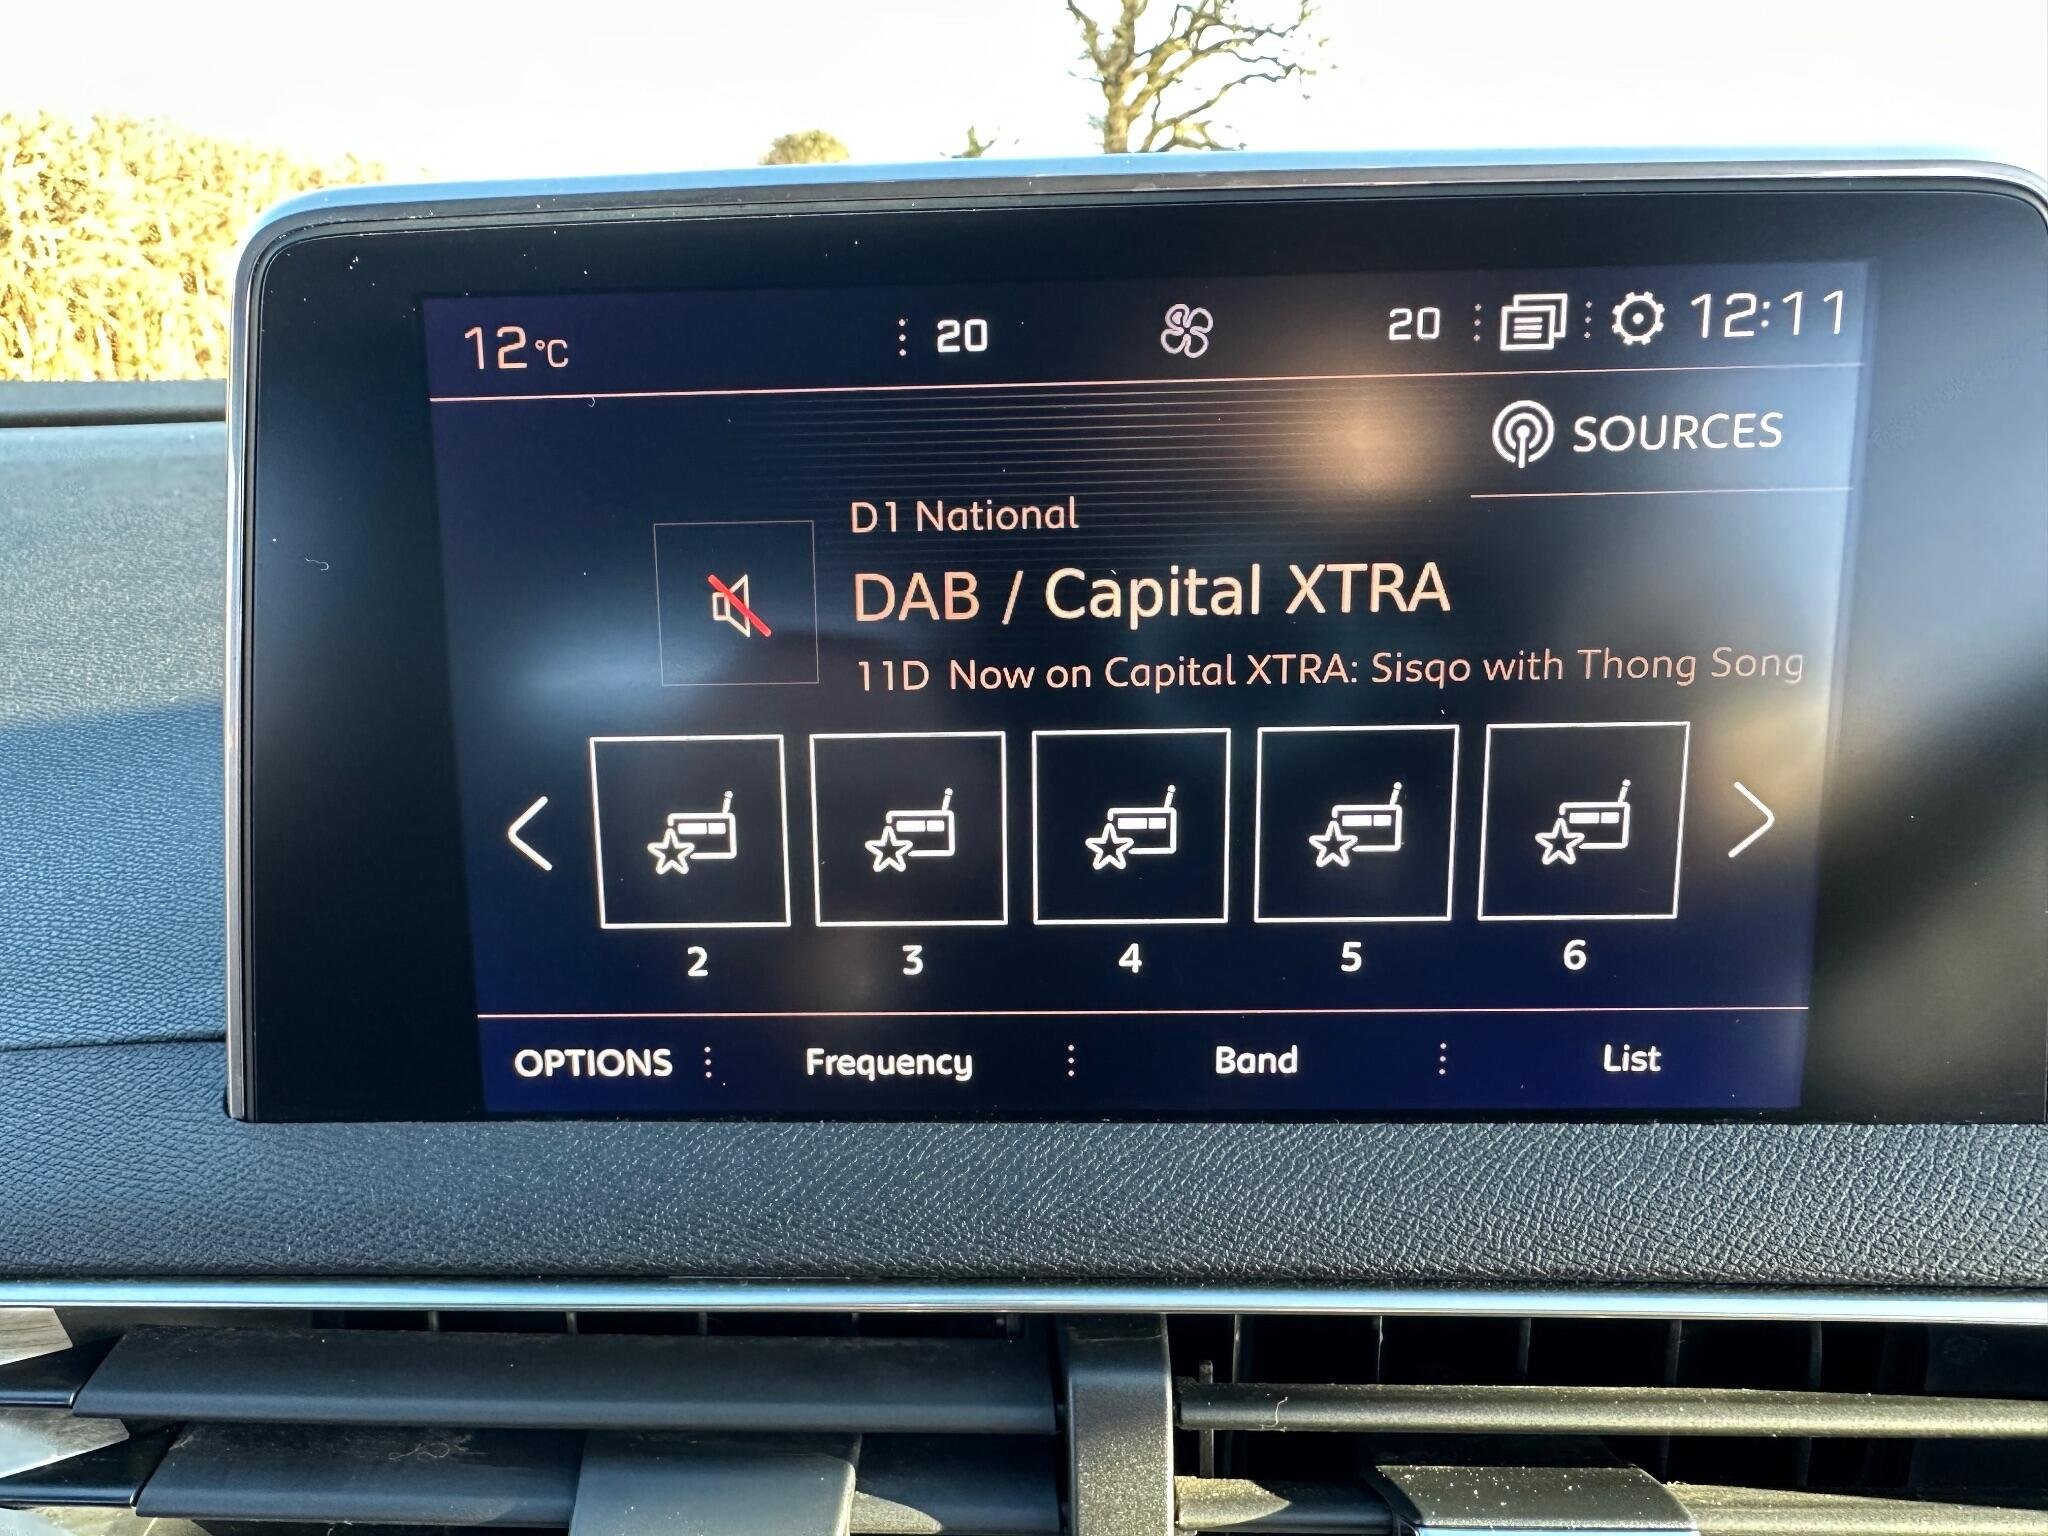 12°C 20 20 12:11
SOURCES
D1 National
DAB / Capital XTRA
11D Now on Capital XTRA: Sisqo with Thong Song
2 3 4 5 6
OPTIONS Frequency Band List